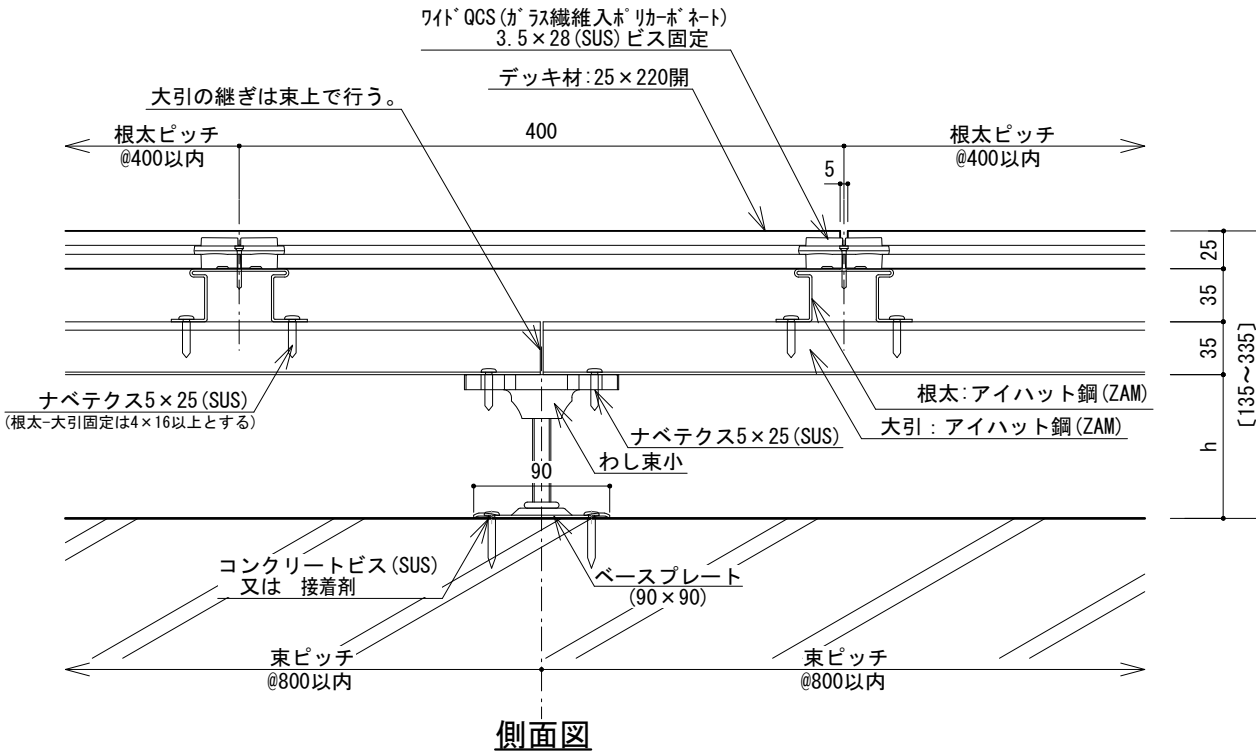 ワイドQCS(ガラス繊維入ポリカーボネート)
3.5×28(SUS)ビス固定
デッキ材:25×220開
大引の継ぎは束上で行う。
根太ピッチ
@400以内
400
根太ピッチ
@400以内
5
25
35
35
h
[135~335]
ナベテクス5×25(SUS)
(根太-大引固定は4×16以上とする)
根太:アイハット鋼(ZAM)
大引:アイハット鋼(ZAM)
ナベテクス5×25(SUS)
わし束小
90
コンクリートビス(SUS)
又は 接着剤
ベースプレート
(90×90)
束ピッチ
@800以内
束ピッチ
@800以内
側面図